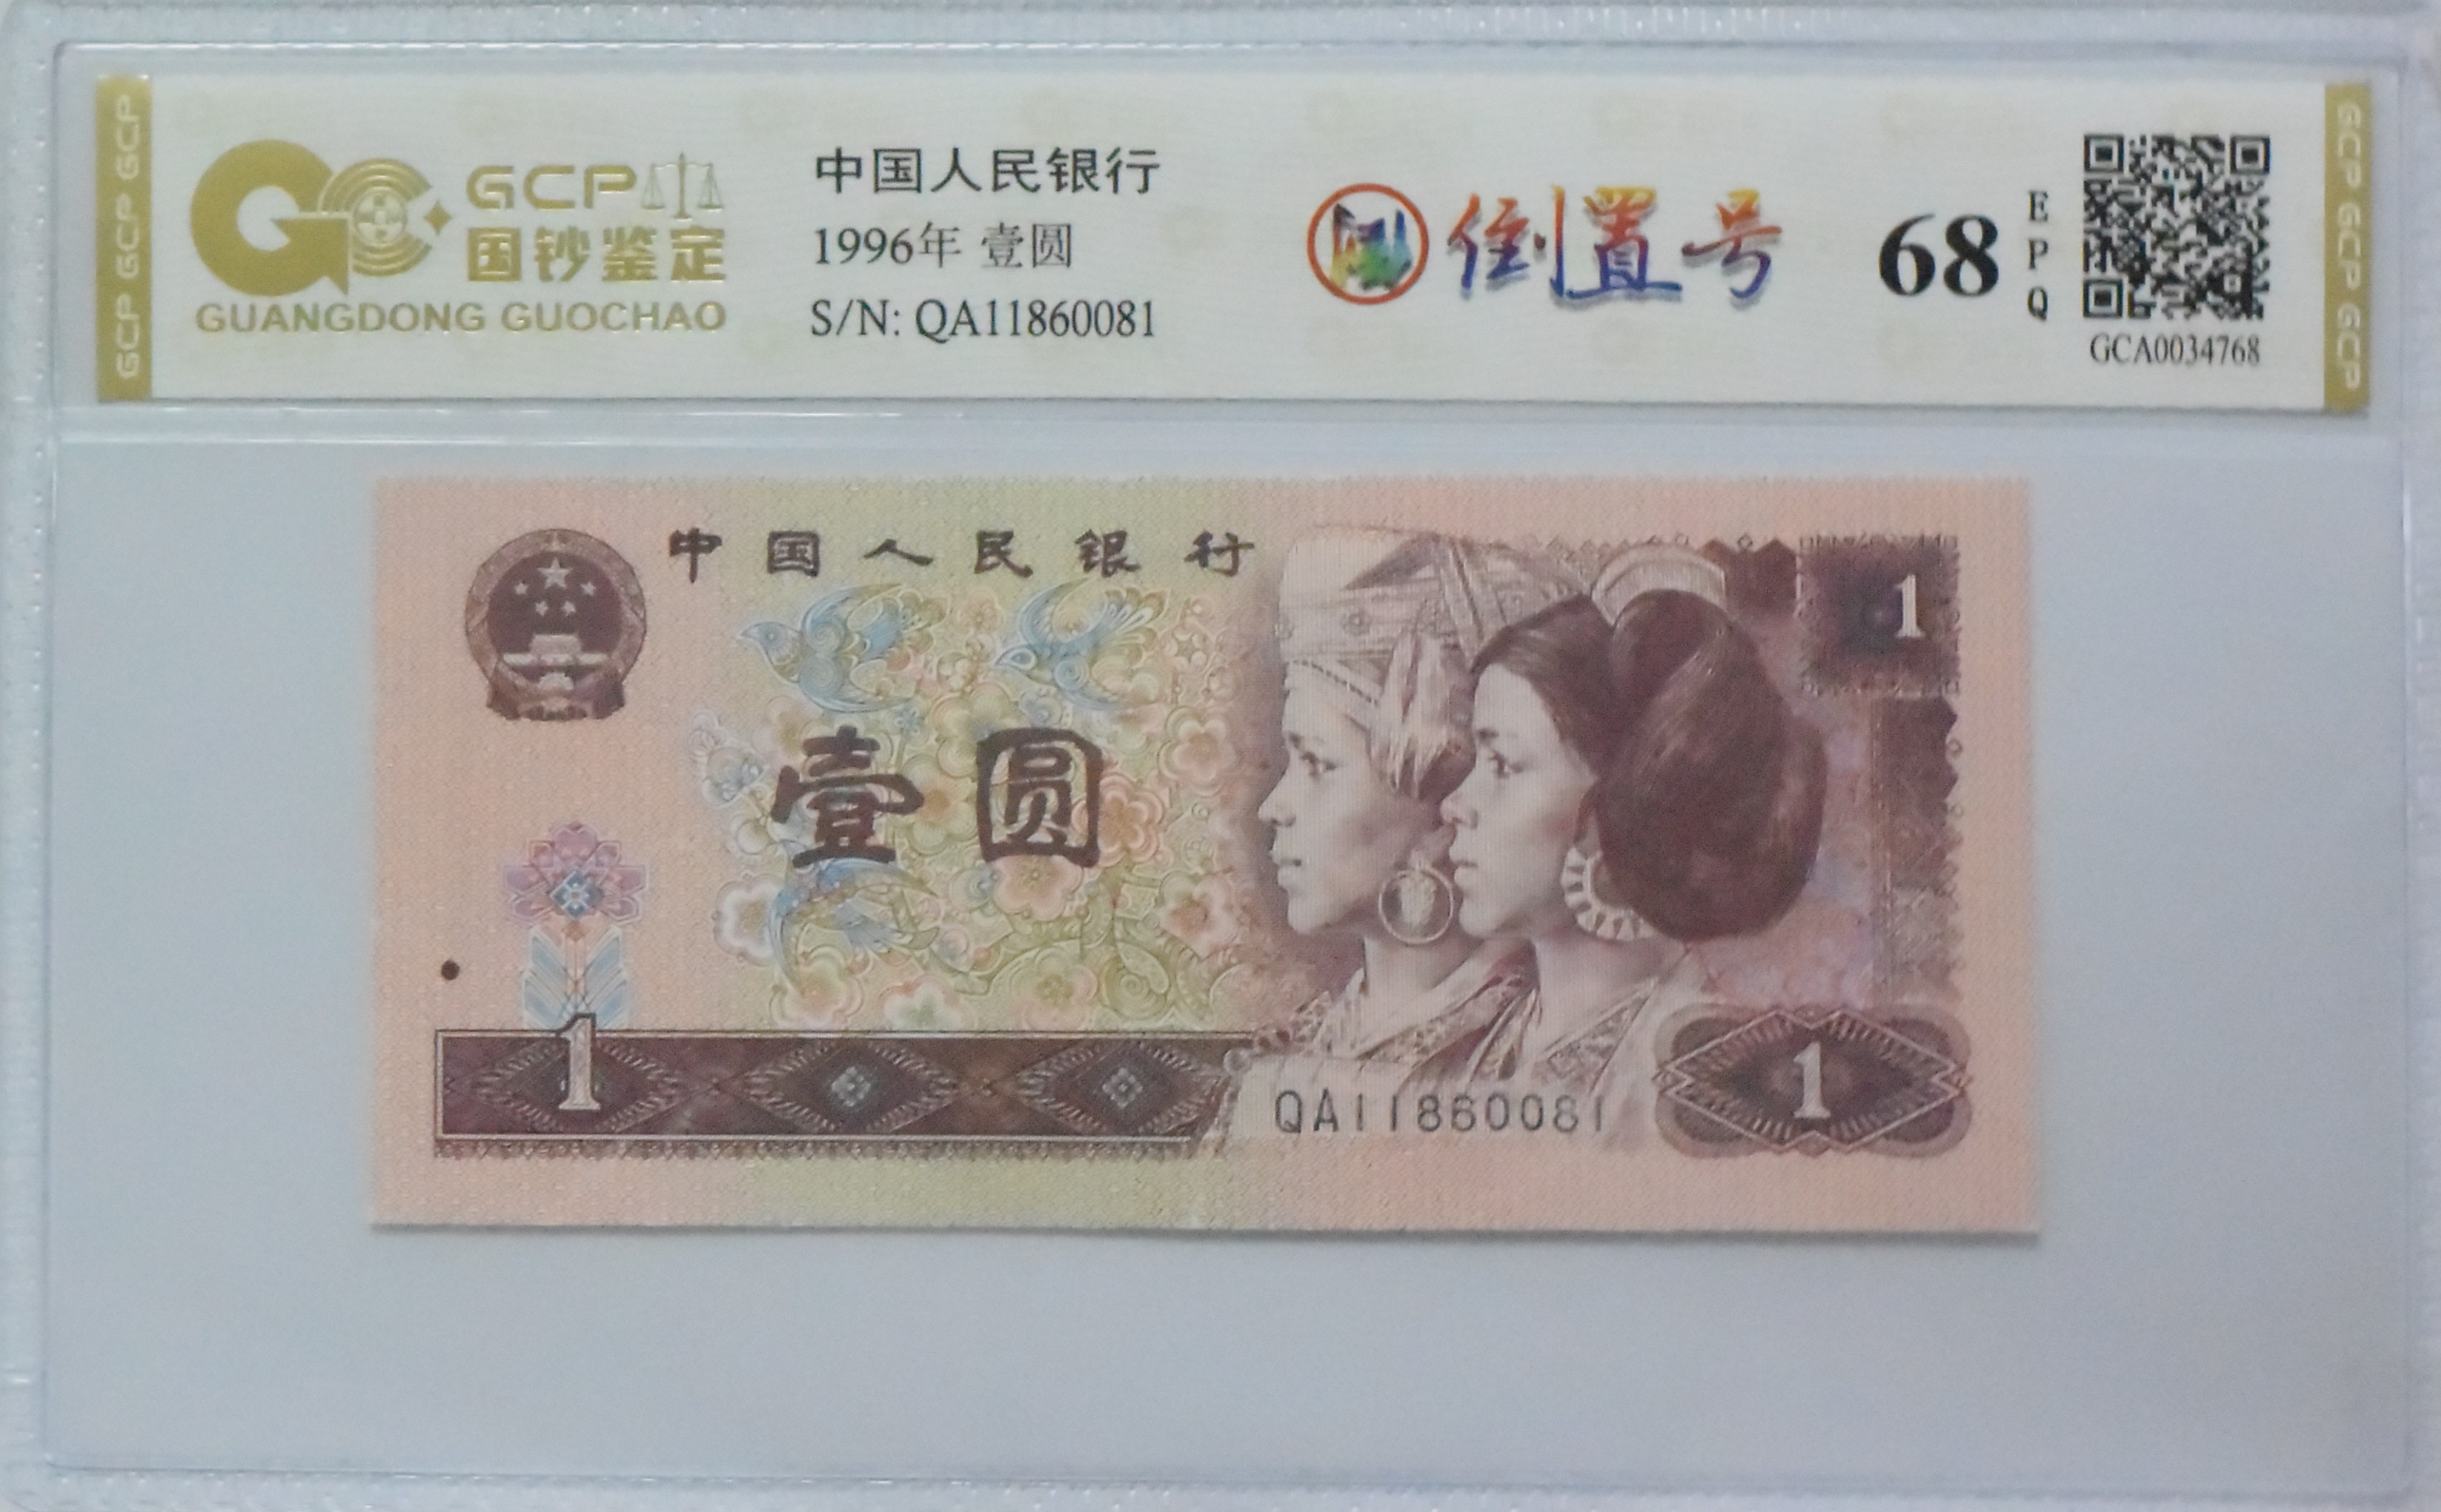 GCP GCP GCP
GCP
国钞鉴定
GUANGDONG GUOCHAO
中国人民银行
1996年 壹圆
S/N: QA11860081
倒置号
68
EPQ
GCA0034768
GCP GCP GCP
中国人民银行
1
壹圆
1
QA11860081
1